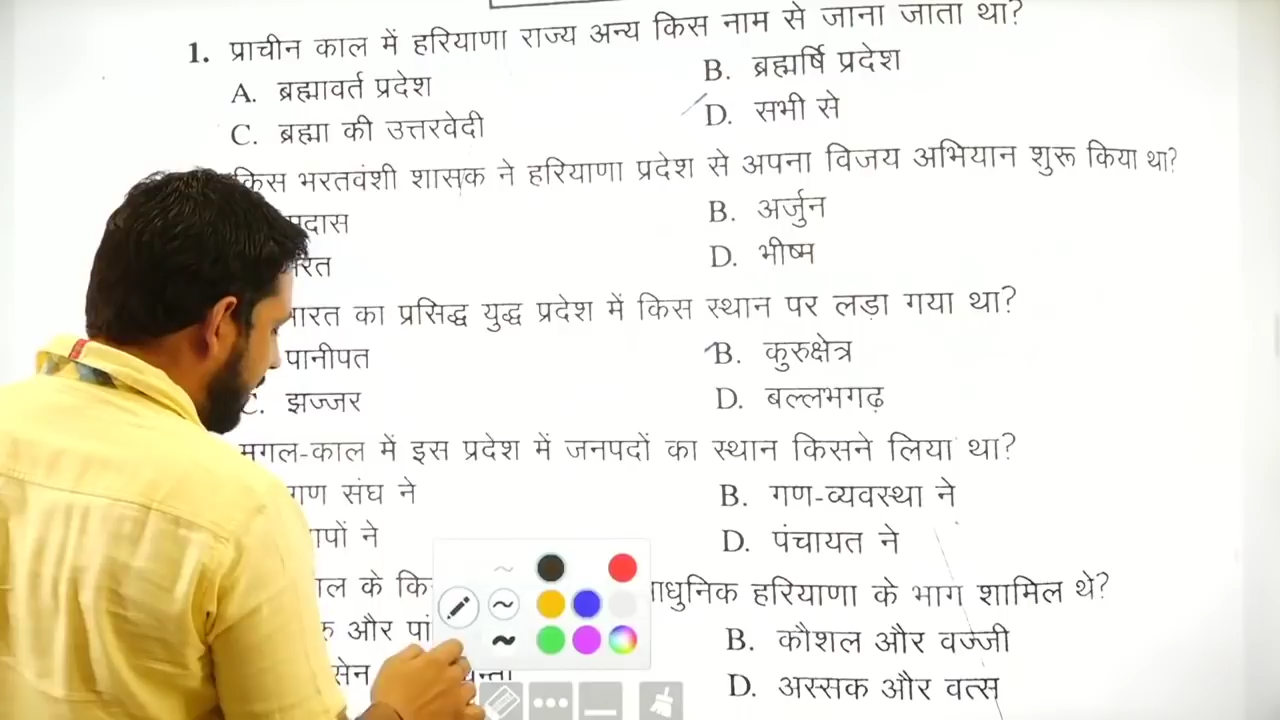 1. प्राचीन काल में हरियाणा राज्य अन्य किस नाम से जाना जाता था?
A. ब्रह्मावर्त प्रदेश B. ब्रह्मर्षि प्रदेश
C. ब्रह्मा की उत्तरवेदी D. सभी से
किस भरतवंशी शासक ने हरियाणा प्रदेश से अपना विजय अभियान शुरू किया था?
B. अर्जुन
D. भीष्म
का प्रसिद्ध युद्ध प्रदेश में किस स्थान पर लड़ा गया था?
पानीपत B. कुरुक्षेत्र
C. झज्जर D. बल्लभगढ़
मुगल-काल में इस प्रदेश में जनपदों का स्थान किसने लिया था?
गण संघ ने B. गण-व्यवस्था ने
D. पंचायत ने
के हरियाणा के भाग शामिल थे?
और B. कौशल और वज्जी
D. अस्सक और वत्स